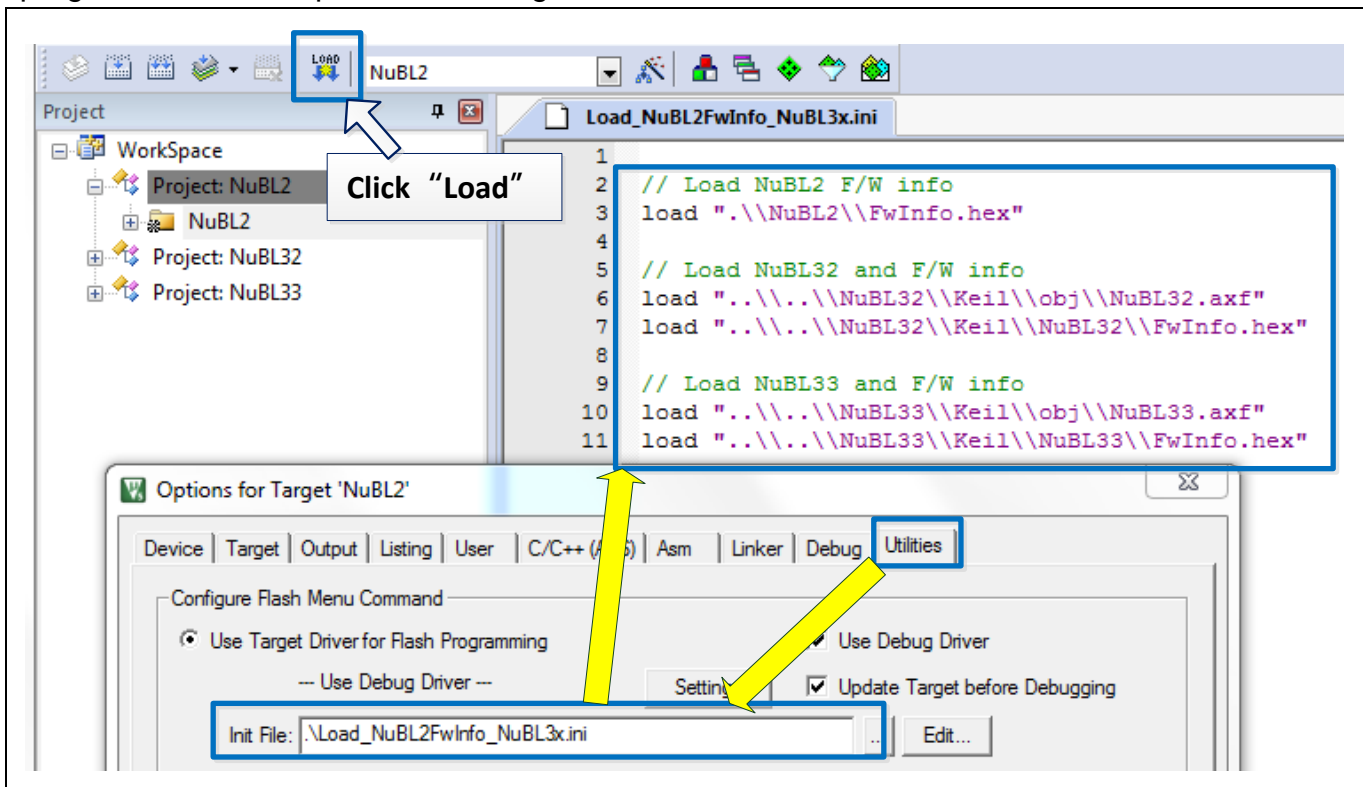 LOAD
NuBL2
Project
Load_NuBL2FwInfo_NuBL3x.ini
WorkSpace
Project: NuBL2
NuBL2
Project: NuBL32
Project: NuBL33
Click “Load”
1
2 // Load NuBL2 F/W info
3 load ".\\NuBL2\\FwInfo.hex"
4
5 // Load NuBL32 and F/W info
6 load "..\\..\\NuBL32\\Keil\\obj\\NuBL32.axf"
7 load "..\\..\\NuBL32\\Keil\\NuBL32\\FwInfo.hex"
8
9 // Load NuBL33 and F/W info
10 load "..\\..\\NuBL33\\Keil\\obj\\NuBL33.axf"
11 load "..\\..\\NuBL33\\Keil\\NuBL33\\FwInfo.hex"
Options for Target 'NuBL2'
Device Target Output Listing User C/C++ Asm Linker Debug Utilities
Configure Flash Menu Command
Use Target Driver for Flash Programming Use Debug Driver
--- Use Debug Driver --- Update Target before Debugging
Init File: .\Load_NuBL2FwInfo_NuBL3x.ini ... Edit...